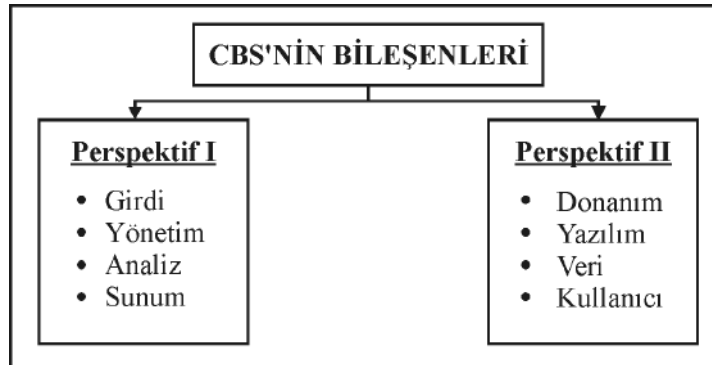 CBS'NİN BİLEŞENLERİ
Perspektif I
• Girdi
• Yönetim
• Analiz
• Sunum
Perspektif II
• Donanım
• Yazılım
• Veri
• Kullanıcı